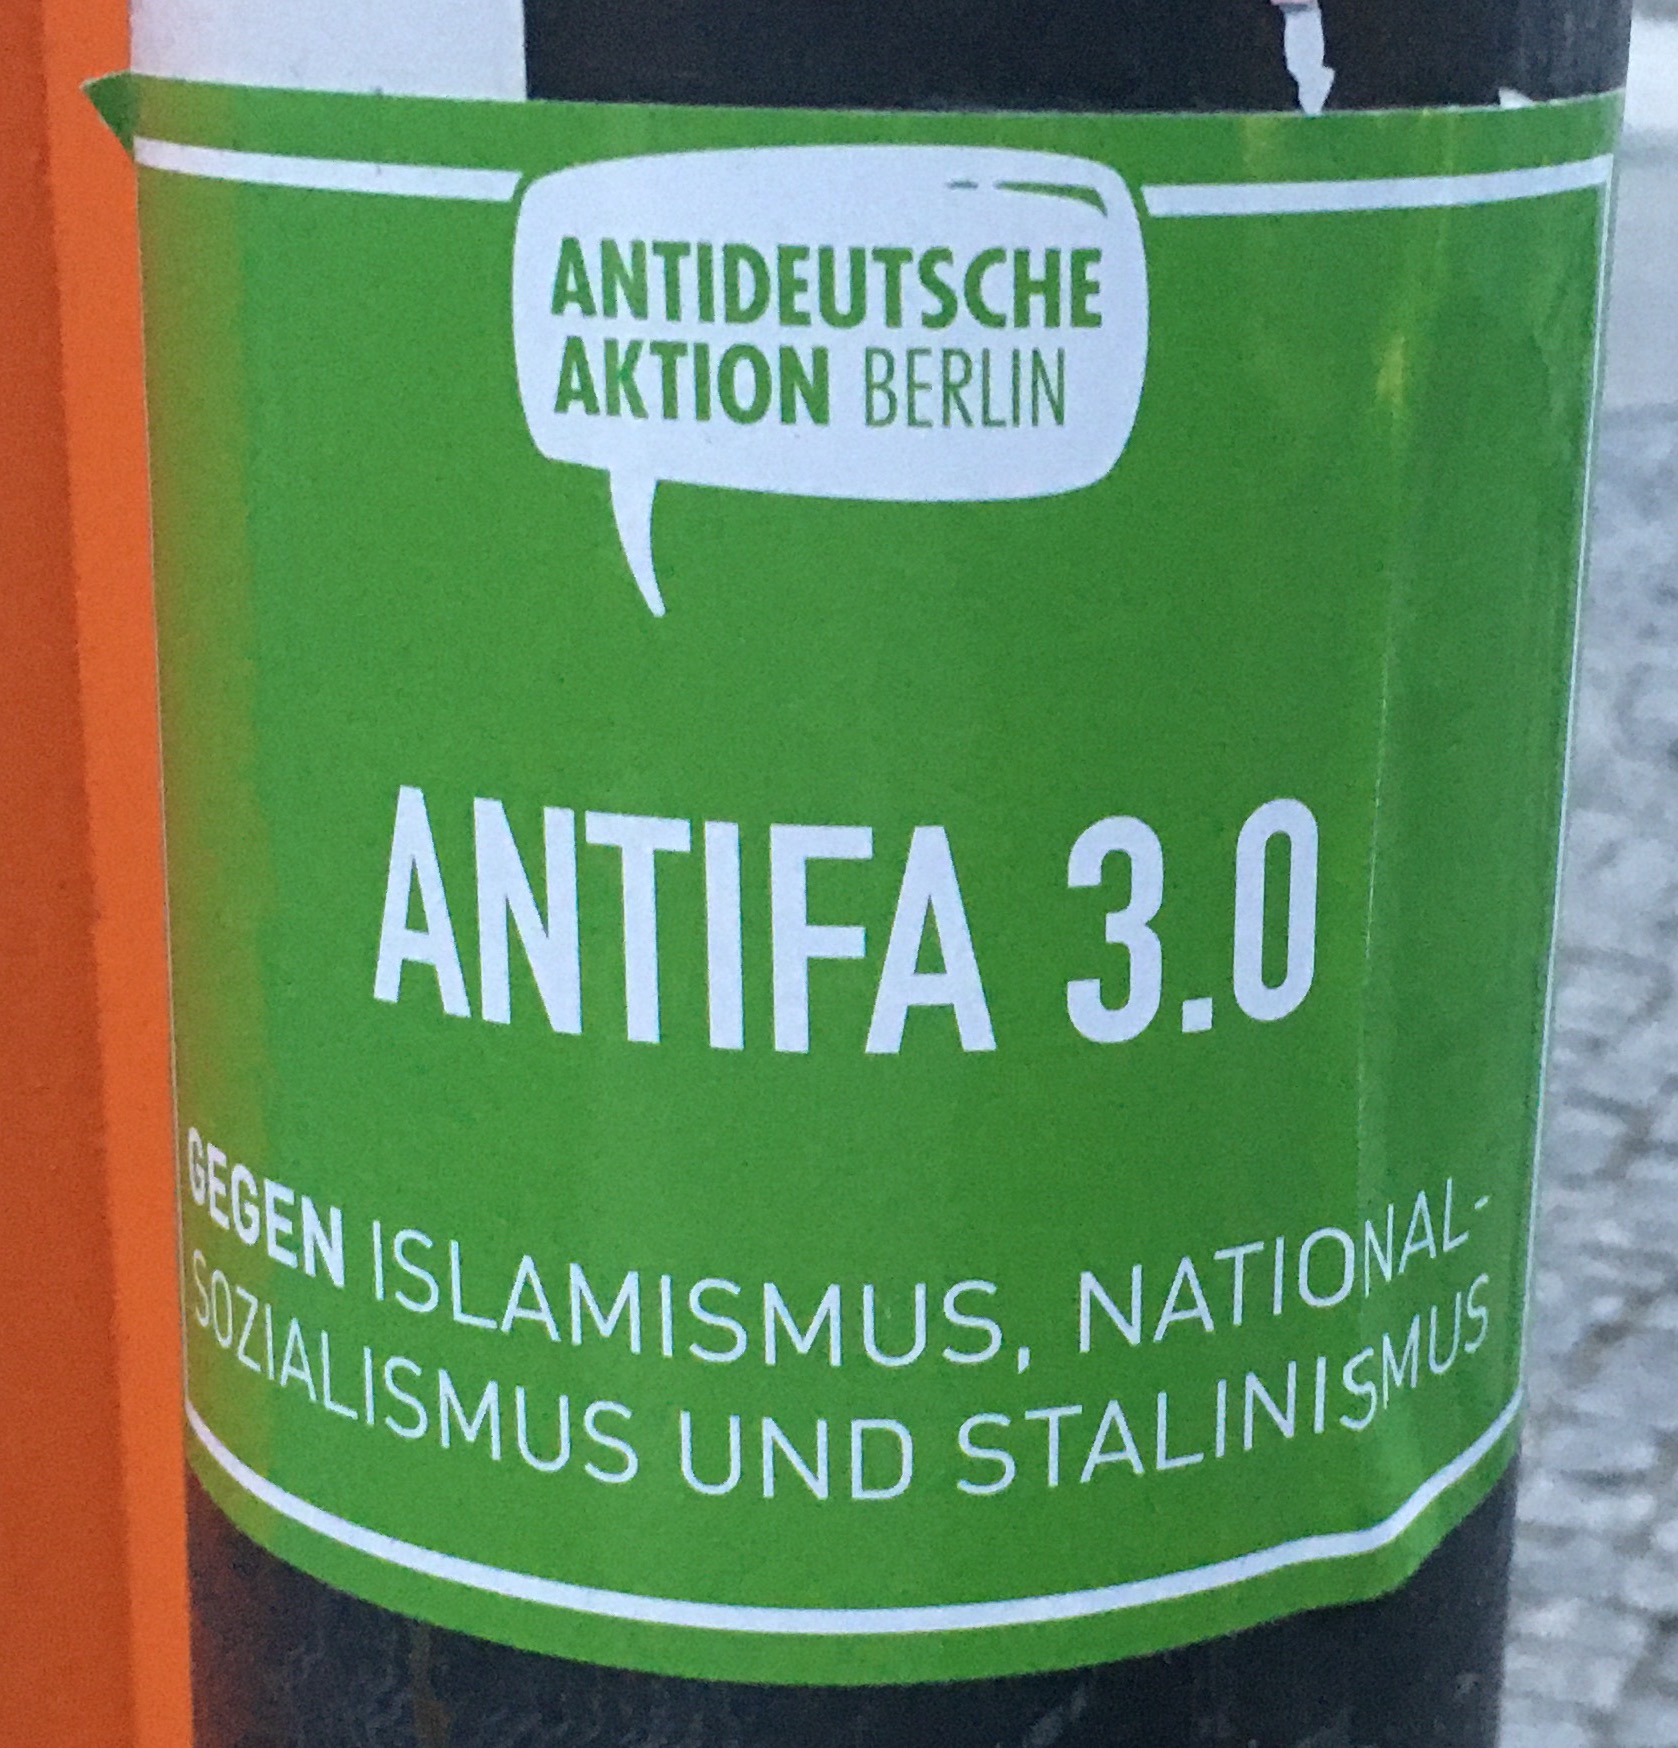 ANTIDEUTSCHE
AKTION BERLIN
ANTIFA 3.0
GEGEN ISLAMISMUS, NATIONAL-
SOZIALISMUS UND STALINISMUS